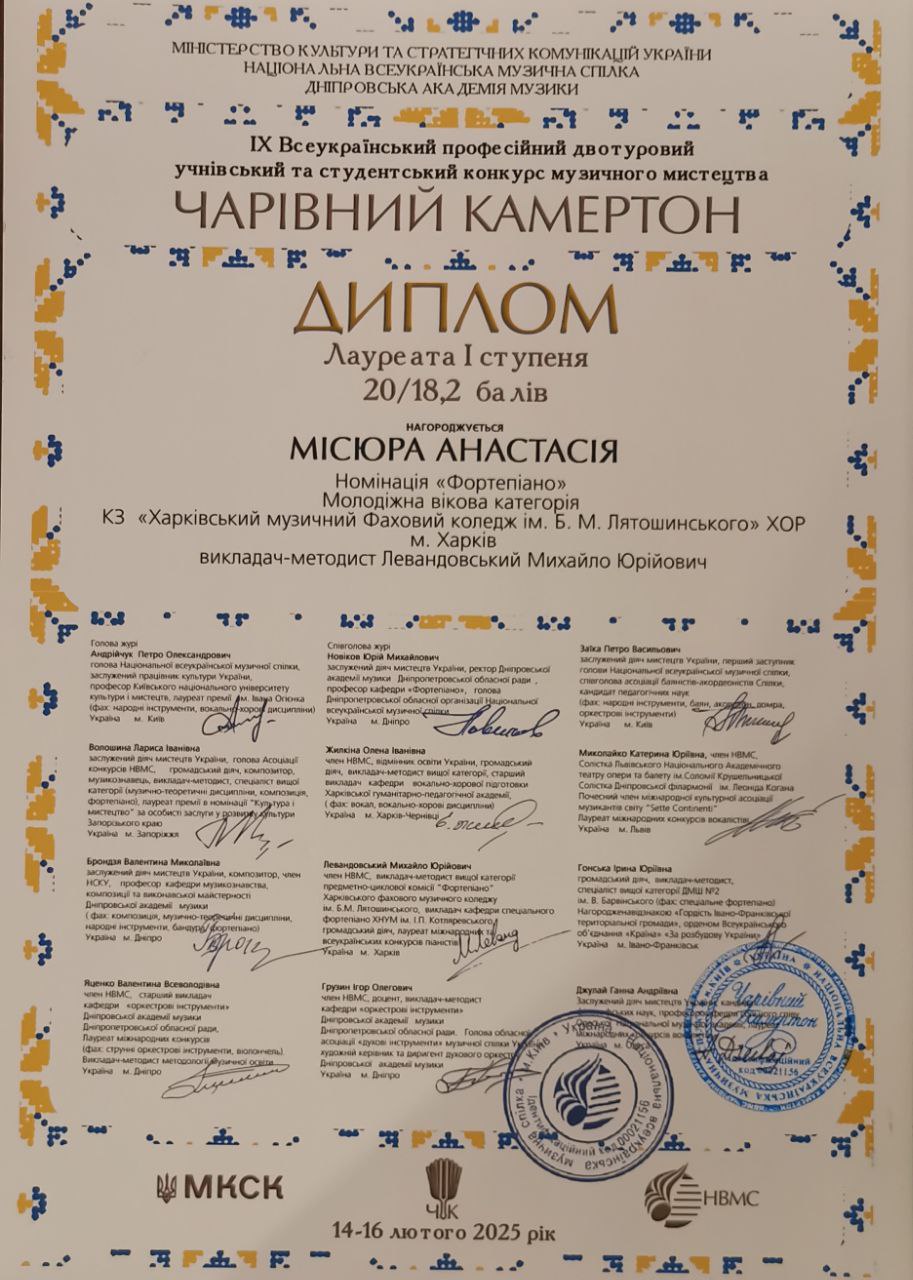 МІНІСТЕРСТВО КУЛЬТУРИ ТА СТРАТЕГІЧНИХ КОМУНІКАЦІЙ УКРАЇНИ
НАЦІОНАЛЬНА ВСЕУКРАЇНСЬКА МУЗИЧНА СПІЛКА
ДНІПРОВСЬКА АКАДЕМІЯ МУЗИКИ
IX Всеукраїнський професійний двотуровий
учнівський та студентський конкурс музичного мистецтва
ЧАРІВНИЙ КАМЕРТОН
ДИПЛОМ
Лауреата I ступеня
20/18,2 балів
НАГОРОДЖУЄТЬСЯ
МІСЮРА АНАСТАСІЯ
Номінація «Фортепіано»
Молодіжна вікова категорія
КЗ «Харківський музичний Фаховий коледж ім. Б. М. Лятошинського» ХОР
м. Харків
викладач-методист Левандовський Михайло Юрійович
Голова журі
Андрійчук Петро Олександрович
голова Національної всеукраїнської музичної спілки,
заслужений працівник культури України,
професор Київського національного університету
культури і мистецтв, лауреат премії ім. Івана Огієнка
(фах: народні інструменти, вокально-хорові дисципліни)
Україна м. Київ
Співголова журі
Новіков Юрій Михайлович
заслужений діяч мистецтв України, ректор Дніпровської
академії музики Дніпропетровської обласної ради ,
професор кафедри «Фортепіано», голова
Дніпропетровської обласної організації Національної
всеукраїнської музичної спілки
Україна м. Дніпро
Заїка Петро Васильович
заслужений діяч мистецтв України, перший заступник
голови Національної всеукраїнської музичної спілки,
співголова асоціації баяністів-акордеоністів Спілки,
кандидат педагогічних наук
(фах: народні інструменти, баян, акордеон, домра,
оркестрові інструменти)
Україна м. Київ
Волошина Лариса Іванівна
заслужений діяч мистецтв України, голова Асоціації
конкурсів НВМС, громадський діяч, композитор,
музикознавець, викладач-методист, спеціаліст вищої
категорії (музично-теоретичні дисципліни, композиція,
фортепіано), лауреат премії в номінації "Культура і
мистецтво" за особисті заслуги у розвитку культури
Запорізького краю
Україна м. Запоріжжя
Жилкіна Олена Іванівна
член НВМС, відмінник освіти України, громадський
діяч, викладач-методист вищої категорії, старший
викладач кафедри вокально-хорової підготовки
Харківської гуманітарно-педагогічної академії,
( фах: вокал, вокально-хорові дисципліни)
Україна м. Харків-Чернівці
Миколайко Катерина Юріївна, член НВМС,
Солістка Львівського Національного Академічного
театру опери та балету ім.Соломії Крушельницької
Солістка Дніпровської філармонії ім. Леоніда Когана
Почесний член міжнародної культурної асоціації
музикантів світу "Sette Continenti"
Лауреат міжнародних конкурсів вокалістів
Україна м. Львів
Брондзя Валентина Миколаївна
заслужений діяч мистецтв України, композитор, член
НСКУ, професор кафедри музикознавства,
композиції та виконавської майстерності
Дніпровської академії музики
( фах: композиція, музично-теоретичні дисципліни,
народні інструменти, бандура, фортепіано)
Україна м. Дніпро
Левандовський Михайло Юрійович
член НВМС, викладач-методист вищої категорії
предметно-циклової комісії "Фортепіано"
Харківського фахового музичного коледжу
ім. Б.М. Лятошинського, викладач кафедри спеціального
фортепіано ХНУМ ім. І.П. Котляревського,
громадський діяч, лауреат міжнародних і
всеукраїнських конкурсів піаністів
Україна м. Харків
Гонська Ірина Юріївна
громадський діяч, викладач-методист,
спеціаліст вищої категорії ДМШ №2
ім. В. Барвінського (фах: спеціальне фортепіано)
Нагородженавідзнакою «Гордість Івано-Франківської
територіальної громади», орденом Всеукраїнського
об'єднання «Країна» «За розбудову України»
Україна м. Івано-Франківськ
Яценко Валентина Всеволодівна
член НВМС, старший викладач
кафедри «оркестрові інструменти»
Дніпровської академії музики
Дніпропетровської обласної ради,
Лауреат міжнародних конкурсів
(фах: струнні оркестрові інструменти, віолончель).
Викладач-методист методології музичної освіти
Україна м. Дніпро
Грузин Ігор Олегович
член НВМС, доцент, викладач-методист
кафедри «оркестрові інструменти»
Дніпровської академії музики
Дніпропетровської обласної ради. Голова обласної
асоціації «духові інструменти» музичної спілки України
художній керівник та диригент духового оркестру
Дніпровської академії музики
Україна м. Дніпро
Джулай Ганна Андріївна
Заслужений діяч мистецтв України,
наук, професор кафедри
національної
міжнародних конкурсів
Україна м.
Україна * Національна всеукраїнська музична спілка * м.Київ *
Ідентифікаційний код 00221156
Чарівний
камертон
код 00221156
МКСК
ЧК
НВМС
14-16 лютого 2025 рік